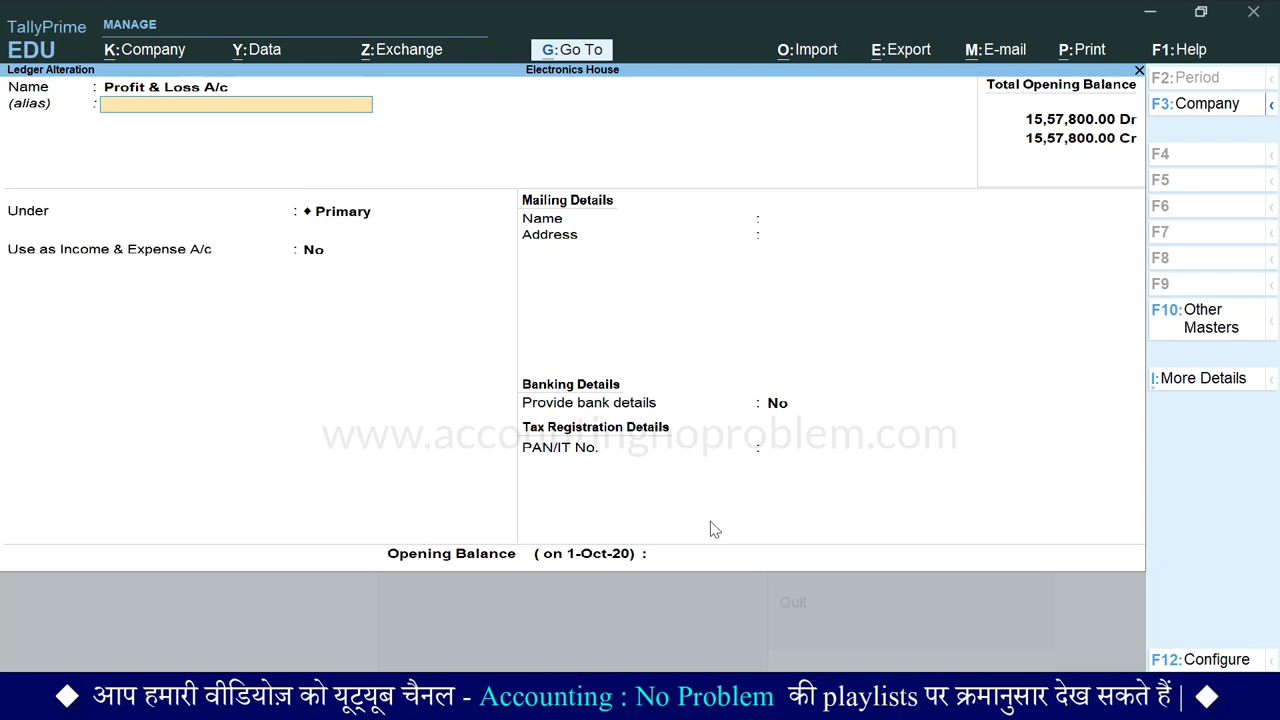 TallyPrime
EDU
MANAGE
K:Company Y:Data Z:Exchange G:Go To O:Import E:Export M:E-mail P:Print F1:Help
Ledger Alteration Electronics House
Name : Profit & Loss A/c
(alias) :
Total Opening Balance
15,57,800.00 Dr
15,57,800.00 Cr
Under : ♦ Primary
Use as Income & Expense A/c : No
Mailing Details
Name :
Address :
Banking Details
Provide bank details : No
Tax Registration Details
PAN/IT No. :
www.accountingnoproblem.com
Opening Balance ( on 1-Oct-20) :
Quit
F2:Period
F3:Company
F4
F5
F6
F7
F8
F9
F10:Other
Masters
I:More Details
F12:Configure
◆ आप हमारी वीडियोज़ को यूट्यूब चैनल - Accounting : No Problem की playlists पर क्रमानुसार देख सकते हैं | ◆